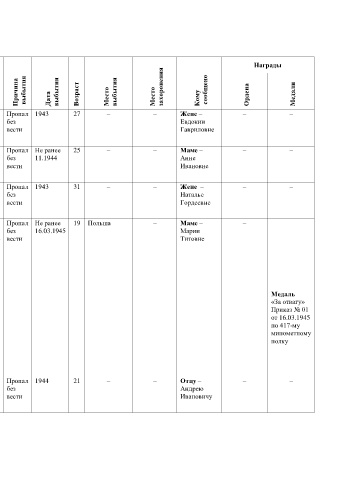 Причина
выбытия
Дата
выбытия
Возраст
Место
выбытия
Место
захоронения
Кому
сообщено
Награды
Ордена
Медали
Пропал
без
вести
1943
27
–
–
Жене –
Евдокии
Гавриловне
–
–
Пропал
без
вести
Не ранее
11.1944
25
–
–
Маме –
Анне
Ивановне
–
–
Пропал
без
вести
1943
31
–
–
Жене –
Наталье
Гордеевне
–
–
Пропал
без
вести
Не ранее
16.03.1945
19
Польша
–
Маме –
Марии
Титовне
–
Медаль
«За отвагу»
Приказ № 01
от 16.03.1945
по 417-му
минометному
полку
Пропал
без
вести
1944
21
–
–
Отцу –
Андрею
Ивановичу
–
–